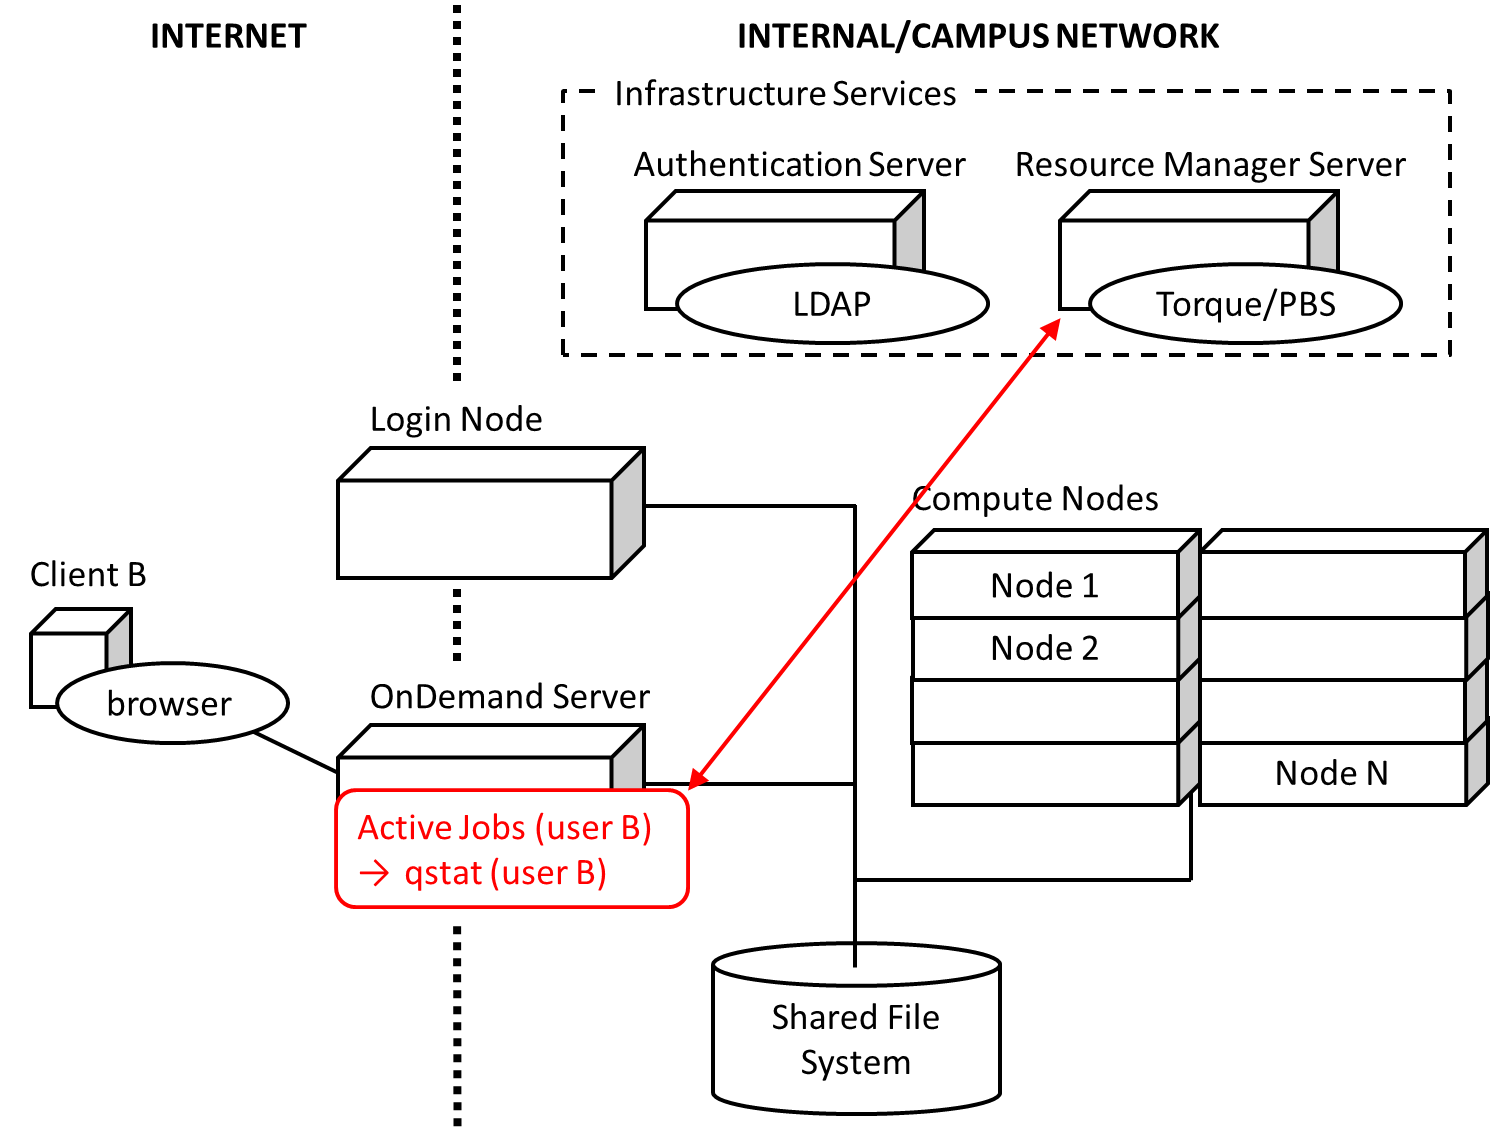 INTERNET
INTERNAL/CAMPUS NETWORK
Infrastructure Services
Authentication Server
Resource Manager Server
LDAP
Torque/PBS
Login Node
Compute Nodes
Node 1
Node 2
Node N
Client B
browser
OnDemand Server
Active Jobs (user B)
→ qstat (user B)
Shared File
System